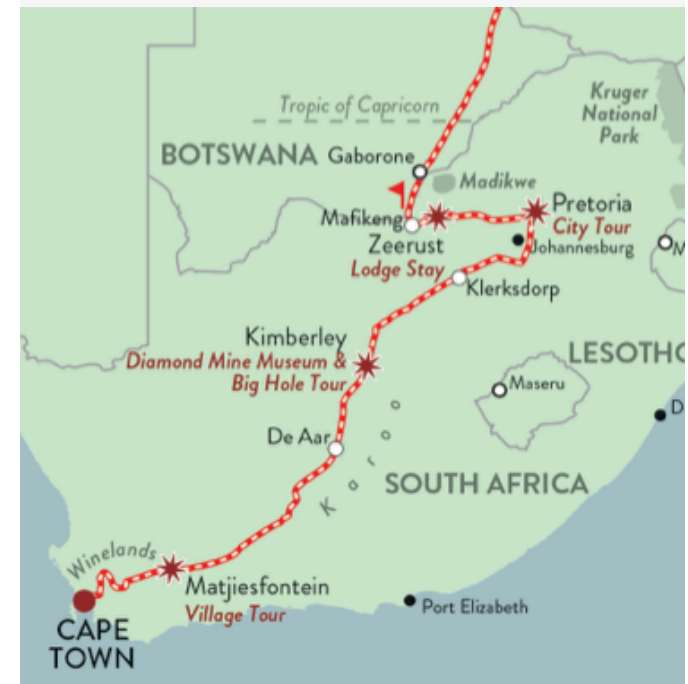 Tropic of Capricorn
Kruger
National
Park
BOTSWANA
Gaborone
Madikwe
Mafikeng
Zeerust
Lodge Stay
Pretoria
City Tour
Johannesburg
M
Klerksdorp
Kimberley
Diamond Mine Museum &
Big Hole Tour
LESOTHO
Maseru
D
De Aar
Karoo
SOUTH AFRICA
Winelands
Matjiesfontein
Village Tour
Port Elizabeth
CAPE
TOWN